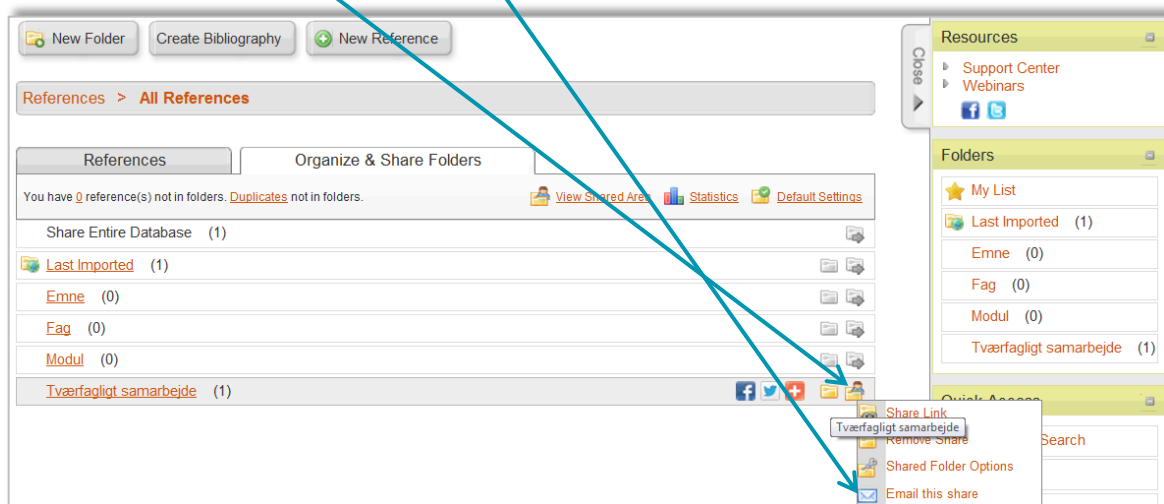 New Folder Create Bibliography New Reference
References > All References
References Organize & Share Folders
You have 0 reference(s) not in folders. Duplicates not in folders. View Shared Area Statistics Default Settings
Share Entire Database (1)
Last Imported (1)
Emne (0)
Fag (0)
Modul (0)
Tværfagligt samarbejde (1)
Share Link
Tværfagligt samarbejde
Remove Share
Shared Folder Options
Email this share
Close
Resources
Support Center
Webinars
Folders
My List
Last Imported (1)
Emne (0)
Fag (0)
Modul (0)
Tværfagligt samarbejde (1)
Quick Access
Search